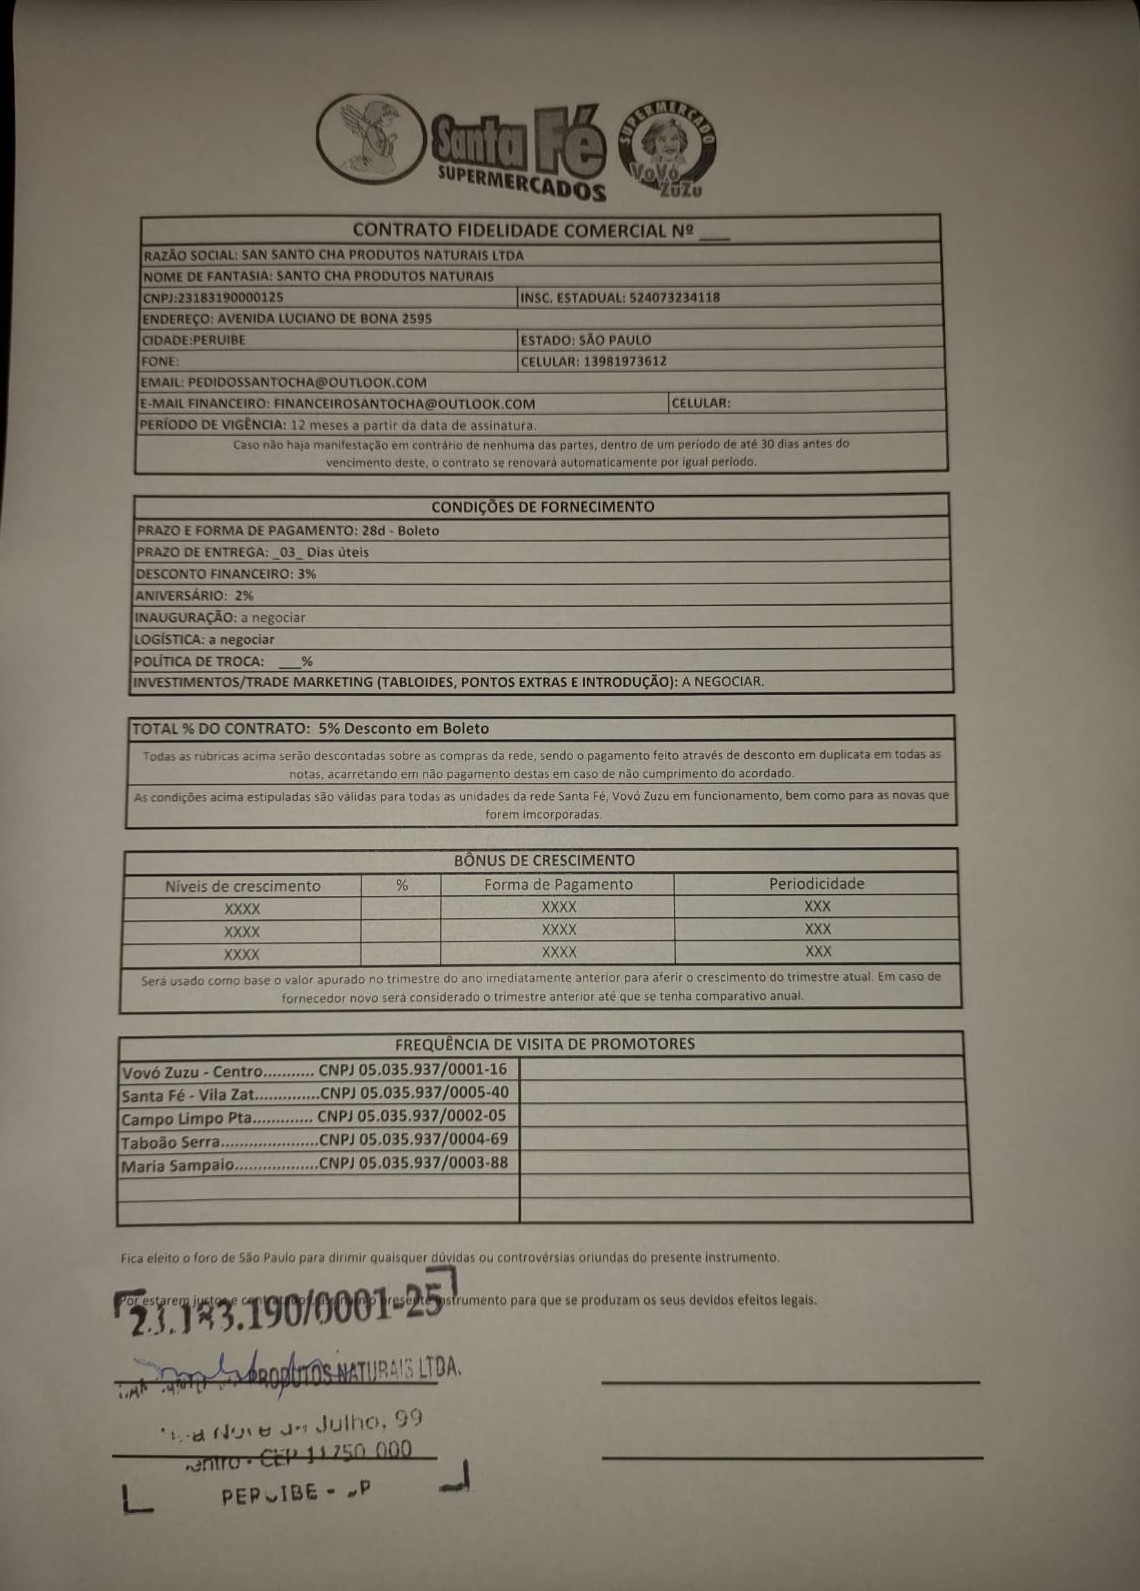 Santa Fé
SUPERMERCADOS
SUPERMERCADO
VoVó
ZuZu
CONTRATO FIDELIDADE COMERCIAL Nº ___
RAZÃO SOCIAL: SAN SANTO CHA PRODUTOS NATURAIS LTDA
NOME DE FANTASIA: SANTO CHA PRODUTOS NATURAIS
CNPJ:23183190000125 INSC. ESTADUAL: 524073234118
ENDEREÇO: AVENIDA LUCIANO DE BONA 2595
CIDADE:PERUIBE ESTADO: SÃO PAULO
FONE: CELULAR: 13981973612
EMAIL: PEDIDOSSANTOCHA@OUTLOOK.COM
E-MAIL FINANCEIRO: FINANCEIROSANTOCHA@OUTLOOK.COM CELULAR:
PERÍODO DE VIGÊNCIA: 12 meses a partir da data de assinatura.
Caso não haja manifestação em contrário de nenhuma das partes, dentro de um período de até 30 dias antes do
vencimento deste, o contrato se renovará automaticamente por igual período.
CONDIÇÕES DE FORNECIMENTO
PRAZO E FORMA DE PAGAMENTO: 28d - Boleto
PRAZO DE ENTREGA: _03_ Dias úteis
DESCONTO FINANCEIRO: 3%
ANIVERSÁRIO: 2%
INAUGURAÇÃO: a negociar
LOGÍSTICA: a negociar
POLÍTICA DE TROCA: ___%
INVESTIMENTOS/TRADE MARKETING (TABLOIDES, PONTOS EXTRAS E INTRODUÇÃO): A NEGOCIAR.
TOTAL % DO CONTRATO: 5% Desconto em Boleto
Todas as rúbricas acima serão descontadas sobre as compras da rede, sendo o pagamento feito através de desconto em duplicata em todas as
notas, acarretando em não pagamento destas em caso de não cumprimento do acordado.
As condições acima estipuladas são válidas para todas as unidades da rede Santa Fé, Vovó Zuzu em funcionamento, bem como para as novas que
forem imcorporadas.
BÔNUS DE CRESCIMENTO
Níveis de crescimento % Forma de Pagamento Periodicidade
XXXX XXXX XXX
XXXX XXXX XXX
XXXX XXXX XXX
Será usado como base o valor apurado no trimestre do ano imediatamente anterior para aferir o crescimento do trimestre atual. Em caso de
fornecedor novo será considerado o trimestre anterior até que se tenha comparativo anual.
FREQUÊNCIA DE VISITA DE PROMOTORES
Vovó Zuzu - Centro........... CNPJ 05.035.937/0001-16
Santa Fé - Vila Zat..............CNPJ 05.035.937/0005-40
Campo Limpo Pta............. CNPJ 05.035.937/0002-05
Taboão Serra.....................CNPJ 05.035.937/0004-69
Maria Sampaio..................CNPJ 05.035.937/0003-88
Fica eleito o foro de São Paulo para dirimir quaisquer dúvidas ou controvérsias oriundas do presente instrumento.
Por estarem justos e presente instrumento para que se produzam os seus devidos efeitos legais.
23.183.190/0001-25
PRODUTOS NATURAIS LTDA.
Julho, 99
CEP 11750 000
PERUIBE - SP